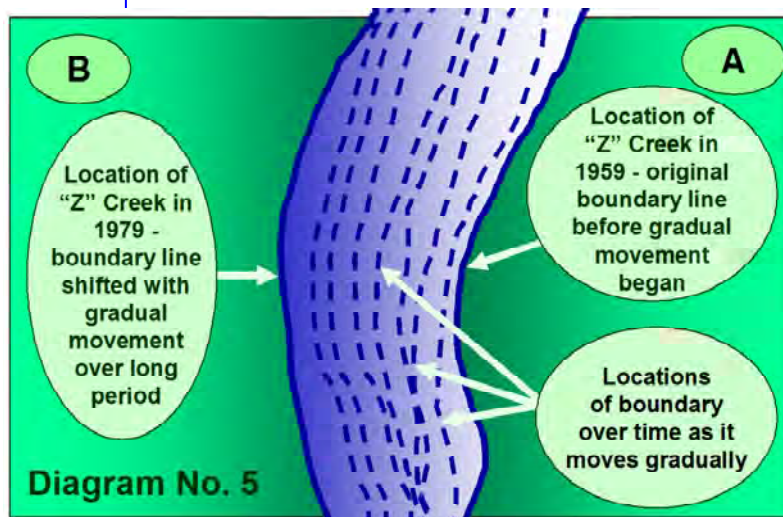 B
A
Location of
“Z” Creek in
1979 -
boundary line
shifted with
gradual
movement
over long
period
Location of
“Z” Creek in
1959 - original
boundary line
before gradual
movement
began
Locations
of boundary
over time as it
moves gradually
Diagram No. 5